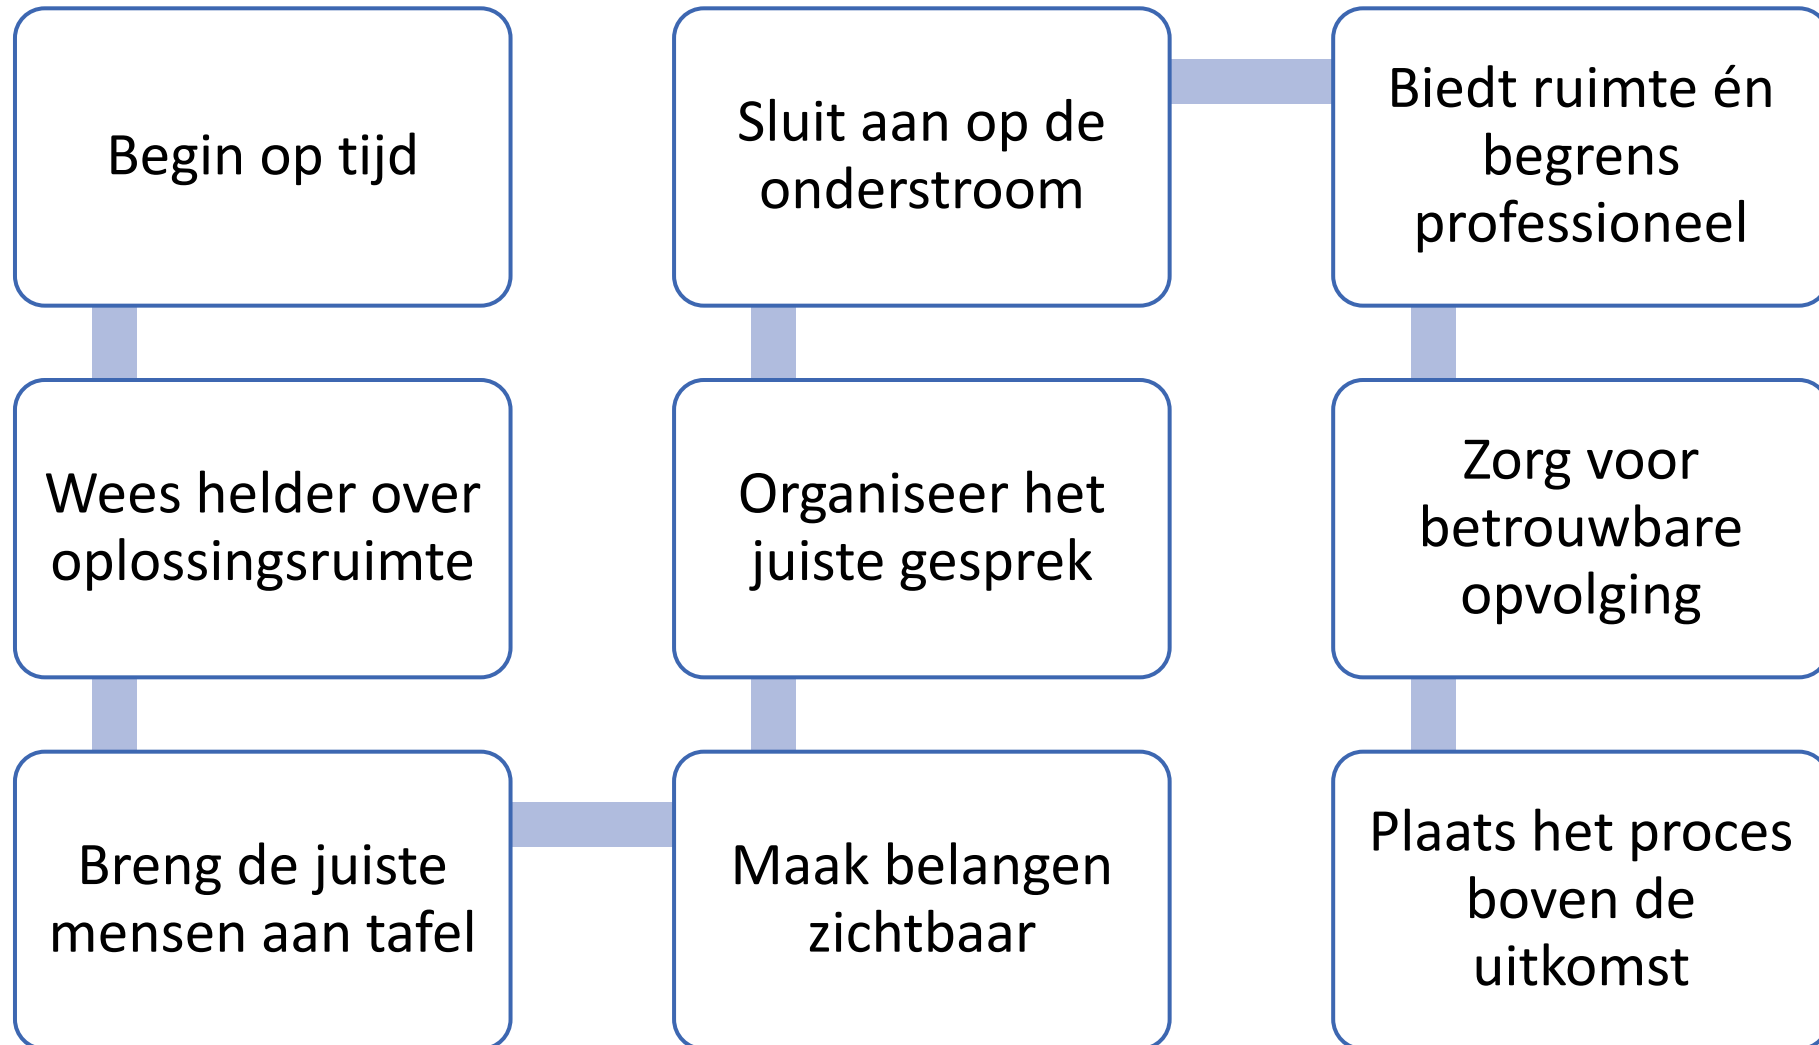 Begin op tijd
Wees helder over
oplossingsruimte
Breng de juiste
mensen aan tafel
Maak belangen
zichtbaar
Organiseer het
juiste gesprek
Sluit aan op de
onderstroom
Biedt ruimte én
begrens
professioneel
Zorg voor
betrouwbare
opvolging
Plaats het proces
boven de
uitkomst